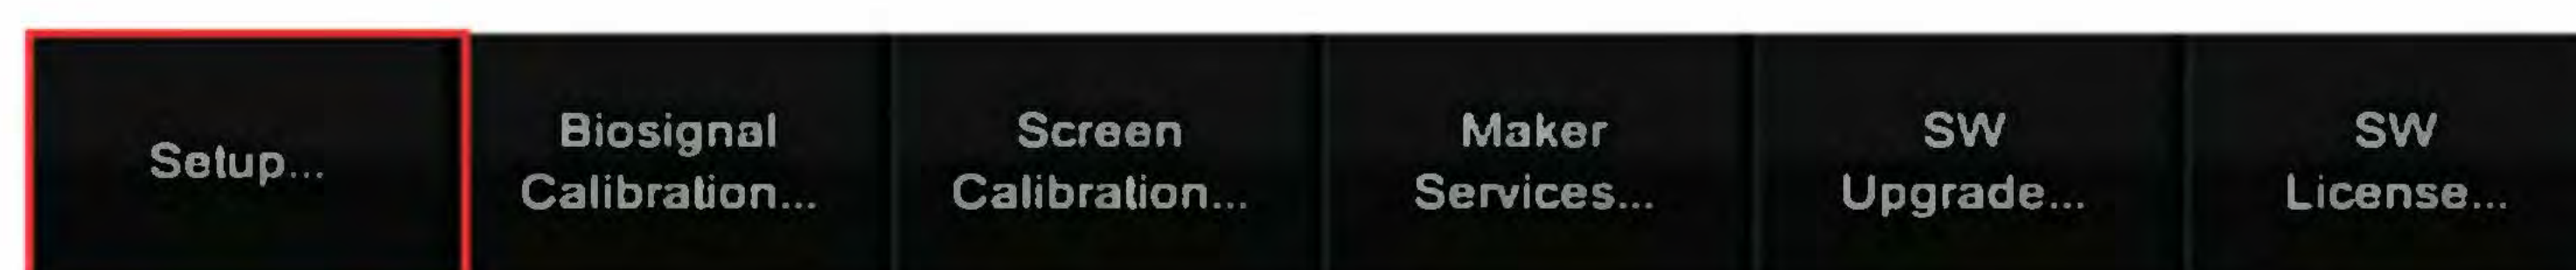 Setup...
Biosignal
Calibration...
Screen
Calibration...
Maker
Services...
SW
Upgrade...
SW
License...